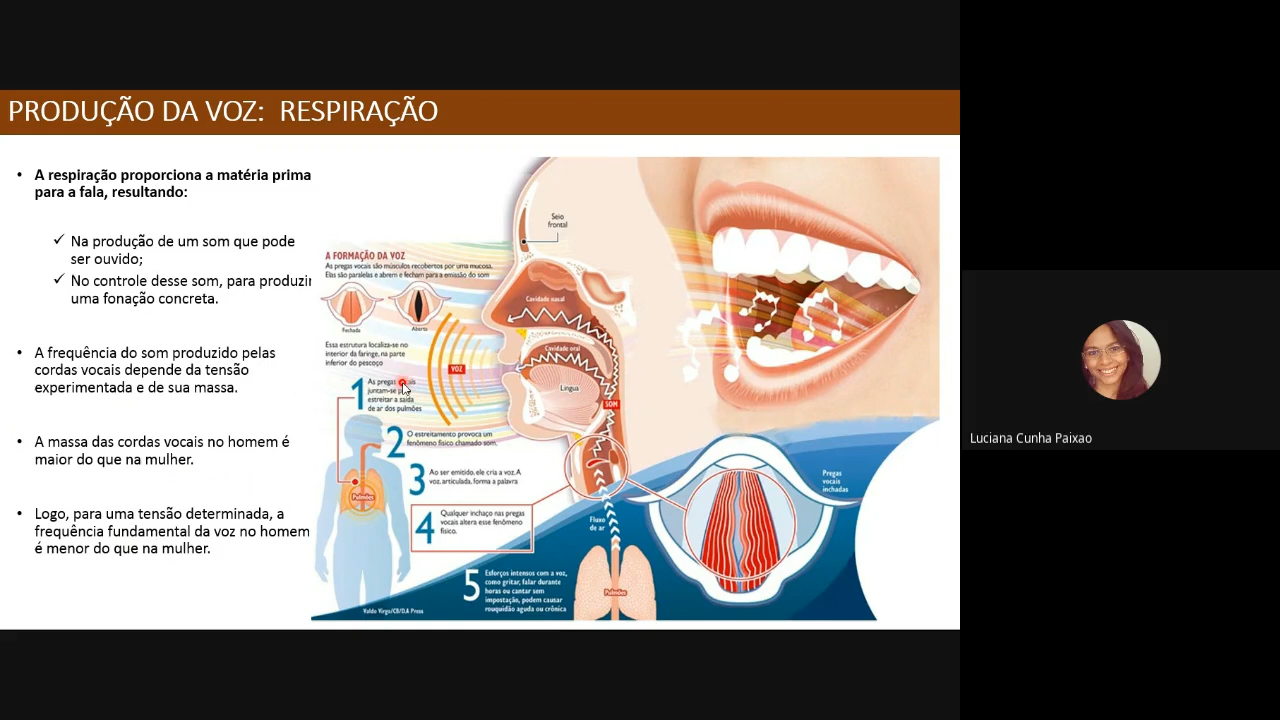 PRODUÇÃO DA VOZ: RESPIRAÇÃO
• A respiração proporciona a matéria prima
para a fala, resultando:
✓ Na produção de um som que pode
ser ouvido;
✓ No controle desse som, para produzir
uma fonação concreta.
• A frequência do som produzido pelas
cordas vocais depende da tensão
experimentada e de sua massa.
• A massa das cordas vocais no homem é
maior do que na mulher.
• Logo, para uma tensão determinada, a
frequência fundamental da voz no homem
é menor do que na mulher.
Seio
frontal
A FORMAÇÃO DA VOZ
As pregas vocais são músculos recobertos por uma mucosa.
Elas são paralelas e abrem e fecham para a emissão do som
Fechada
Aberta
Essa estrutura localiza-se no
interior da faringe, na parte
inferior do pescoço
Cavidade nasal
Cavidade oral
Língua
VOZ
SOM
1 As pregas vocais
juntam-se para
estreitar a saída
de ar dos pulmões
2 O estreitamento provoca um
fenômeno físico chamado som.
3 Ao ser emitido, ele cria a voz. A
voz, articulada, forma a palavra
4 Qualquer inchaço nas pregas
vocais altera esse fenômeno
físico.
5 Esforços intensos com a voz,
como gritar, falar durante
horas ou cantar sem
impostação, podem causar
rouquidão aguda ou crônica
Pulmões
Fluxo
de ar
Pulmões
Pregas
vocais
inchadas
Valdo Virgo/CB/D.A Press
Luciana Cunha Paixao